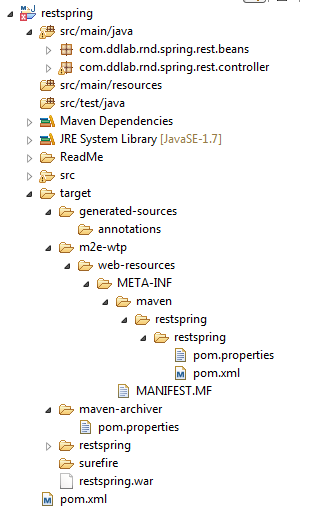 restspring
src/main/java
com.ddlab.rnd.spring.rest.beans
com.ddlab.rnd.spring.rest.controller
src/main/resources
src/test/java
Maven Dependencies
JRE System Library [JavaSE-1.7]
ReadMe
src
target
generated-sources
annotations
m2e-wtp
web-resources
META-INF
maven
restspring
restspring
pom.properties
pom.xml
MANIFEST.MF
maven-archiver
pom.properties
restspring
surefire
restspring.war
pom.xml